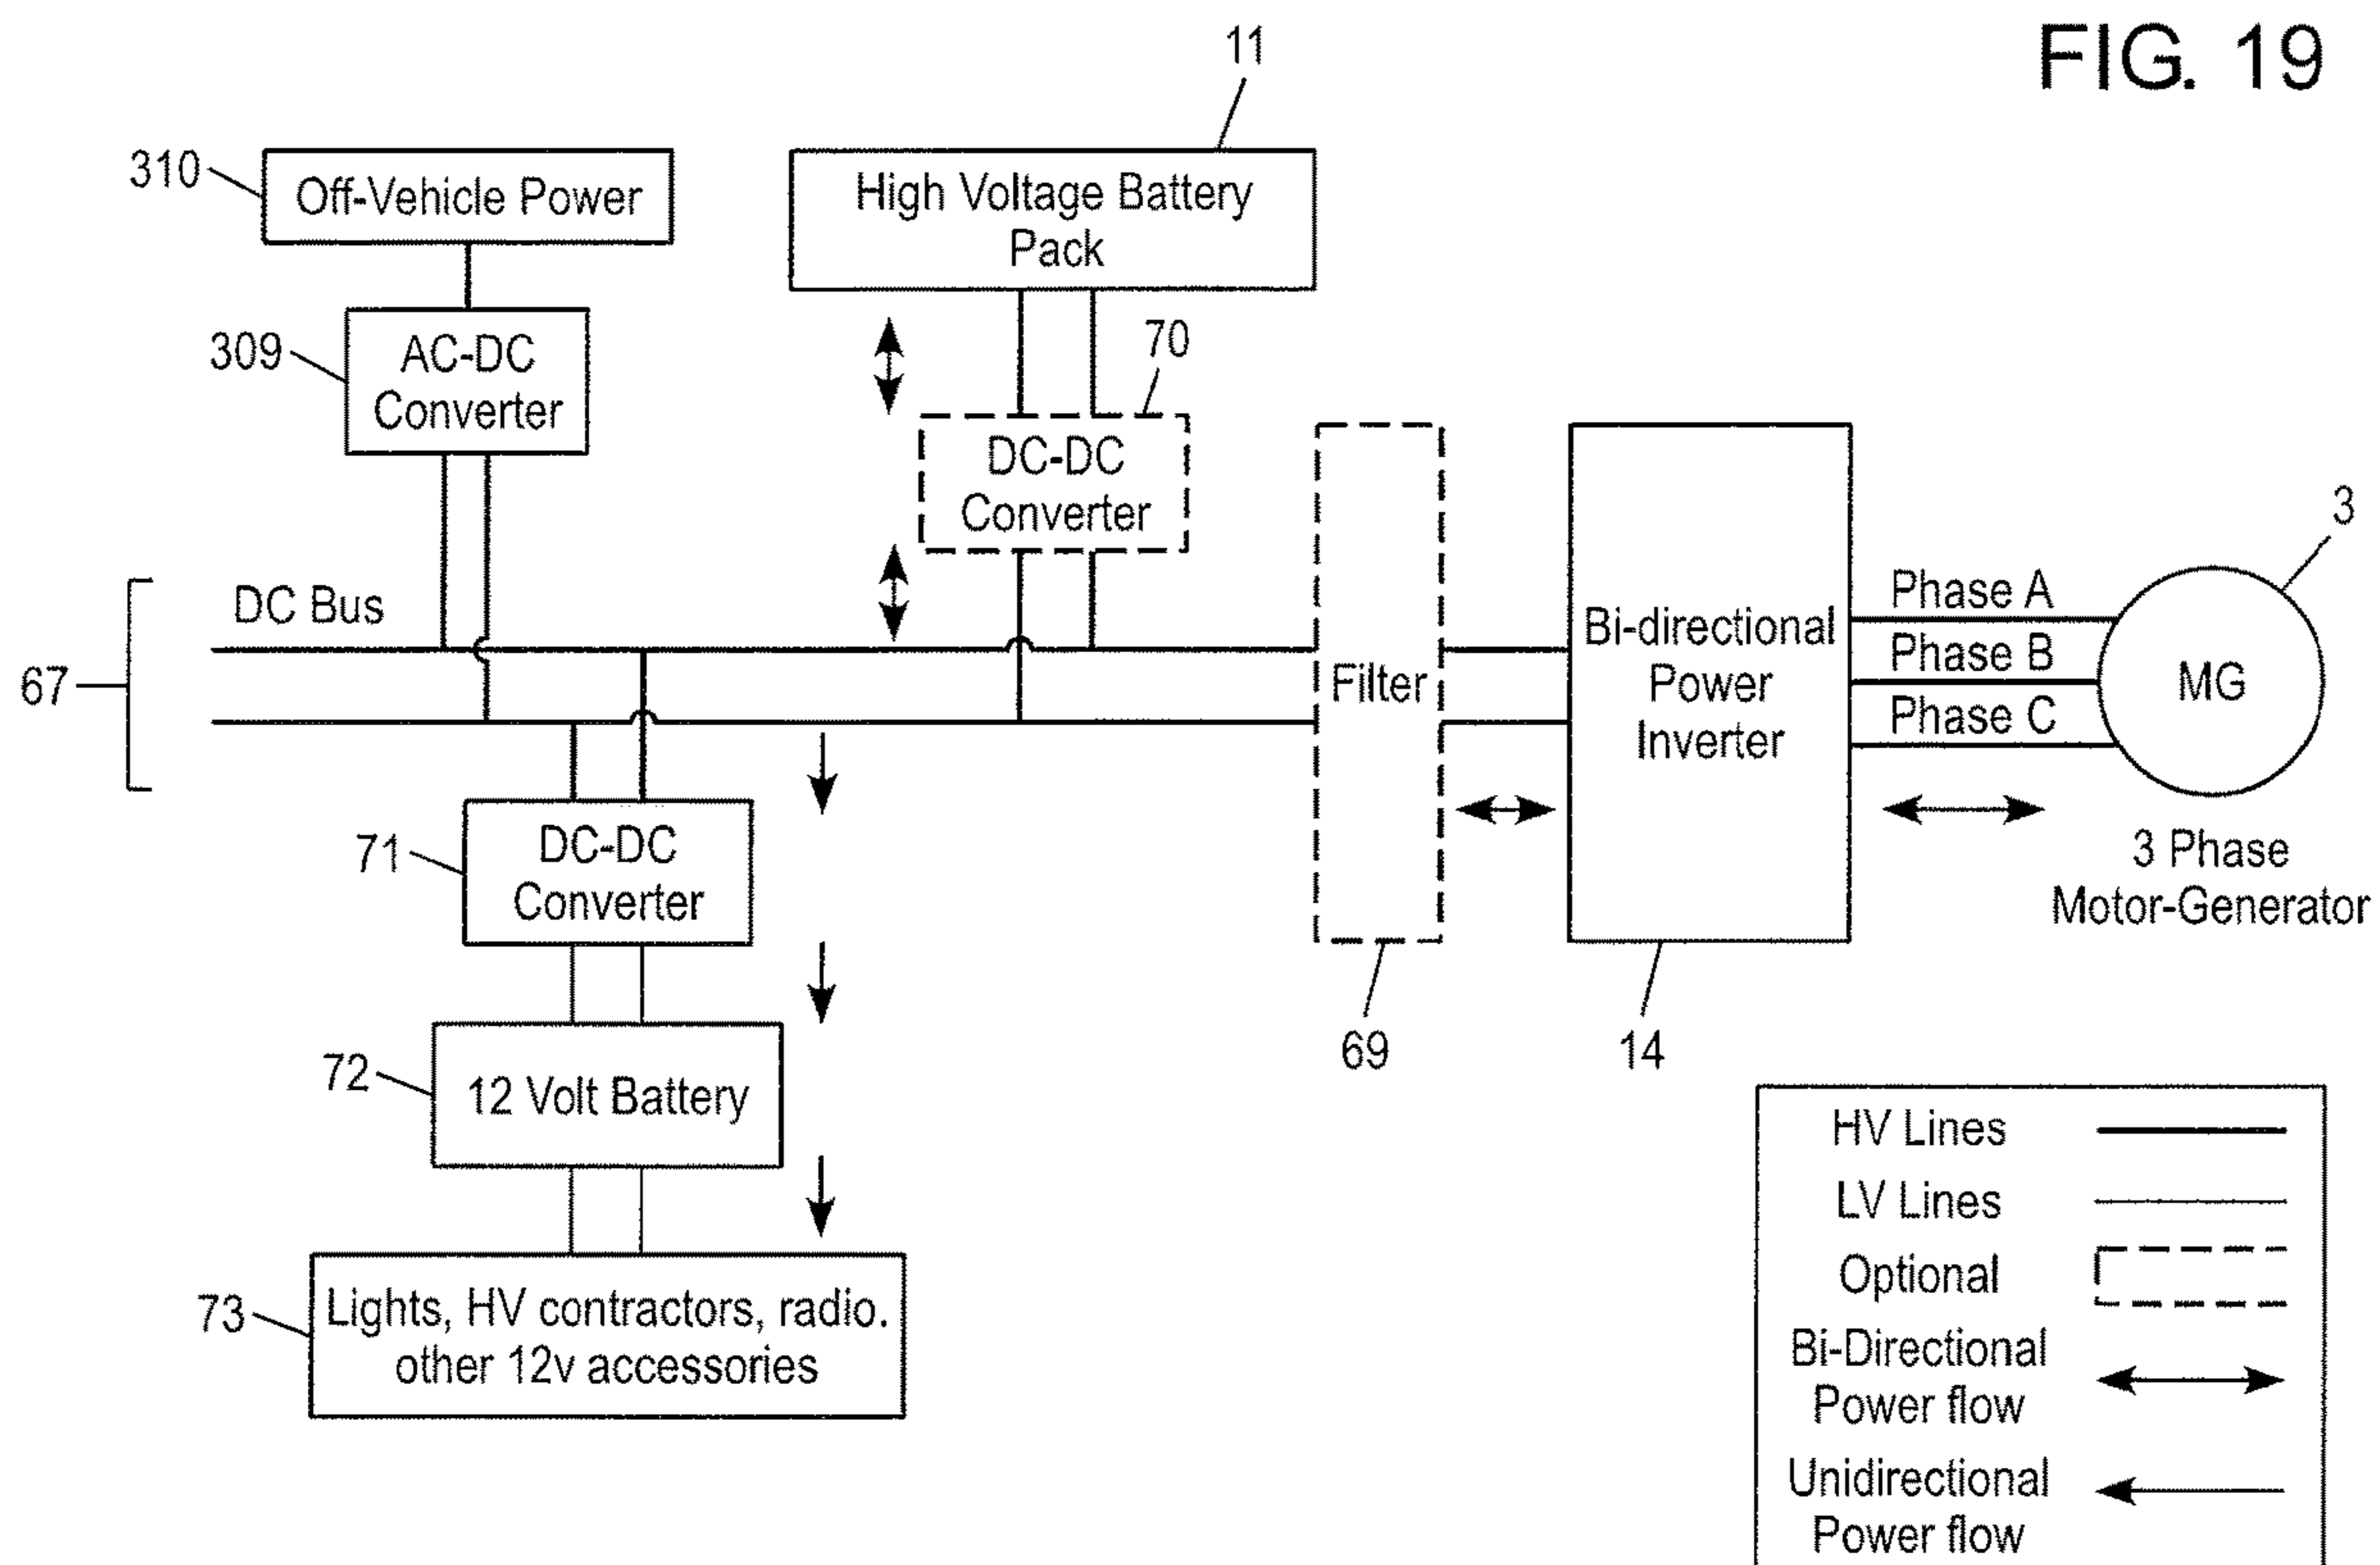 FIG. 19
11
310
Off-Vehicle Power
High Voltage Battery
Pack
309
AC-DC
Converter
70
DC-DC
Converter
3
67
DC Bus
Filter
Bi-directional
Power
Inverter
Phase A
Phase B
Phase C
MG
3 Phase
Motor-Generator
71
DC-DC
Converter
69
14
72
12 Volt Battery
73
Lights, HV contractors, radio.
other 12v accessories
HV Lines
LV Lines
Optional
Bi-Directional
Power flow
Unidirectional
Power flow